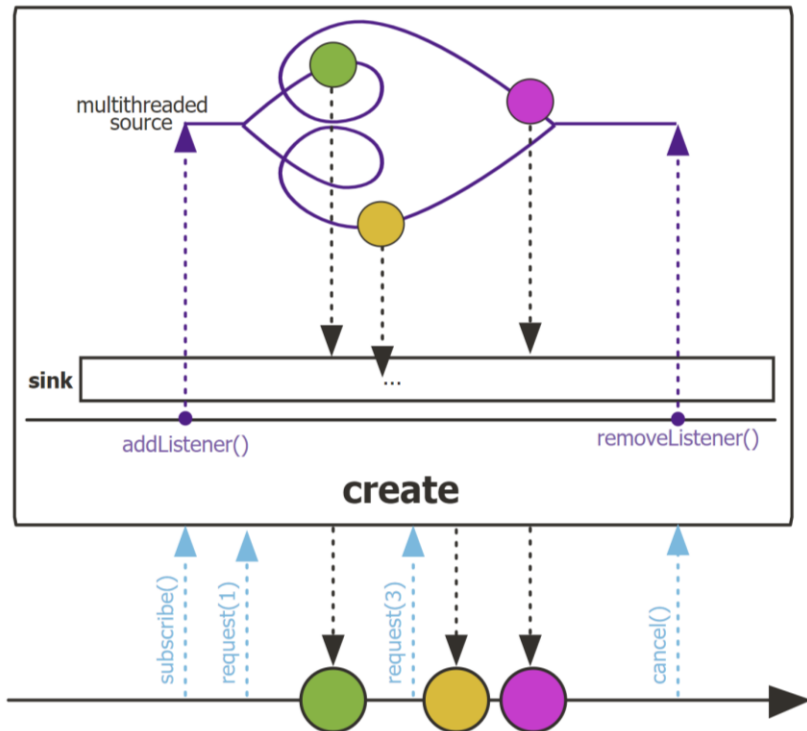 multithreaded
source
sink
...
addListener()
removeListener()
create
subscribe()
request(1)
request(3)
cancel()